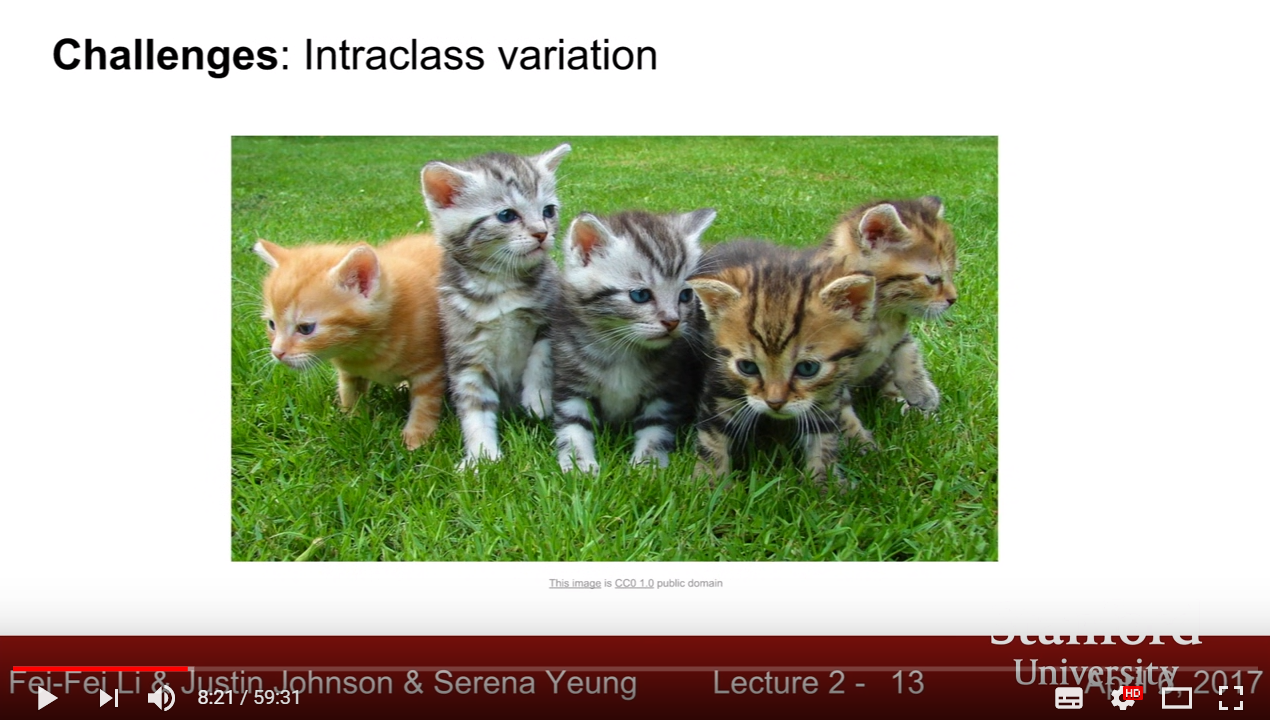 Challenges: Intraclass variation
This image is CC0 1.0 public domain
Stanford
University
Fei-Fei Li & Justin Johnson & Serena Yeung Lecture 2 - 13 April 6, 2017
8:21 / 59:31
HD